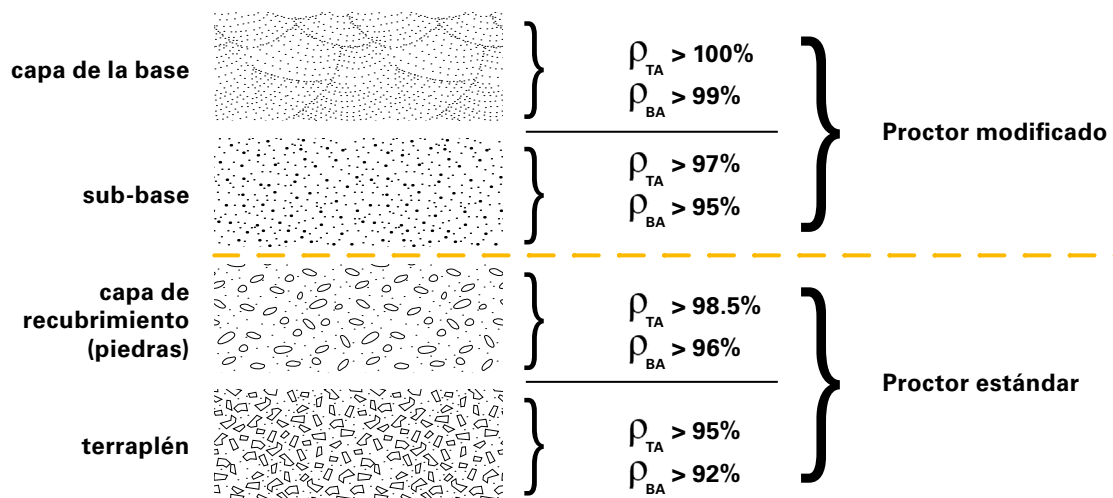 capa de la base
ρTA > 100%
ρBA > 99%
Proctor modificado
sub-base
ρTA > 97%
ρBA > 95%
capa de
recubrimiento
(piedras)
ρTA > 98.5%
ρBA > 96%
Proctor estándar
terraplén
ρTA > 95%
ρBA > 92%